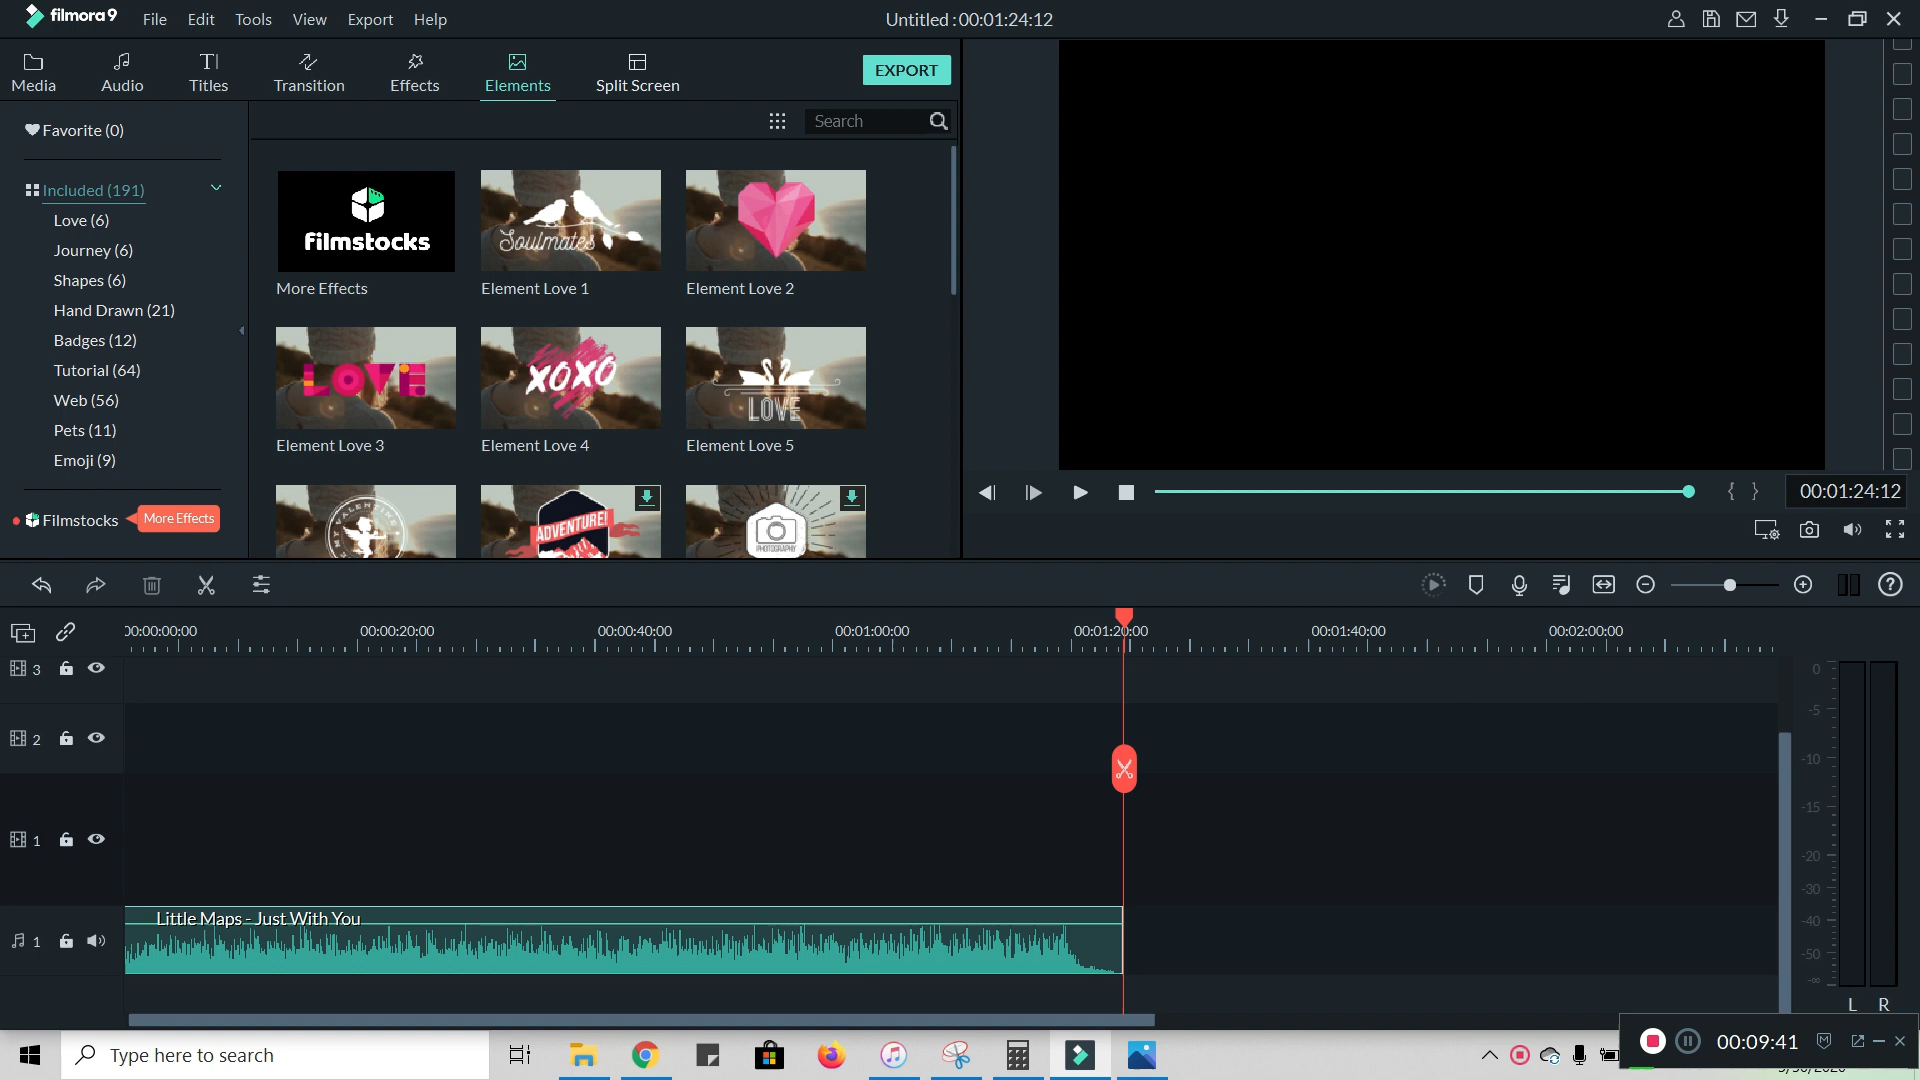 filmora9 File Edit Tools View Export Help Untitled : 00:01:24:12
Media Audio Titles Transition Effects Elements Split Screen EXPORT
Favorite (0)
Search
Included (191)
Love (6)
Journey (6)
Shapes (6)
Hand Drawn (21)
Badges (12)
Tutorial (64)
Web (56)
Pets (11)
Emoji (9)
Filmstocks More Effects
filmstocks
Soulmates
More Effects Element Love 1 Element Love 2
LOVE
XOXO
LOVE
Element Love 3 Element Love 4 Element Love 5
MY VALENTINE
ADVENTURE!
PHOTOGRAPHY
{ } 00:01:24:12
00:00:00:00 00:00:20:00 00:00:40:00 00:01:00:00 00:01:20:00 00:01:40:00 00:02:00:00
3
2
1
Little Maps - Just With You
1
0
-5
-10
-15
-20
-30
-40
-50
-∞
L R
Type here to search
00:09:41